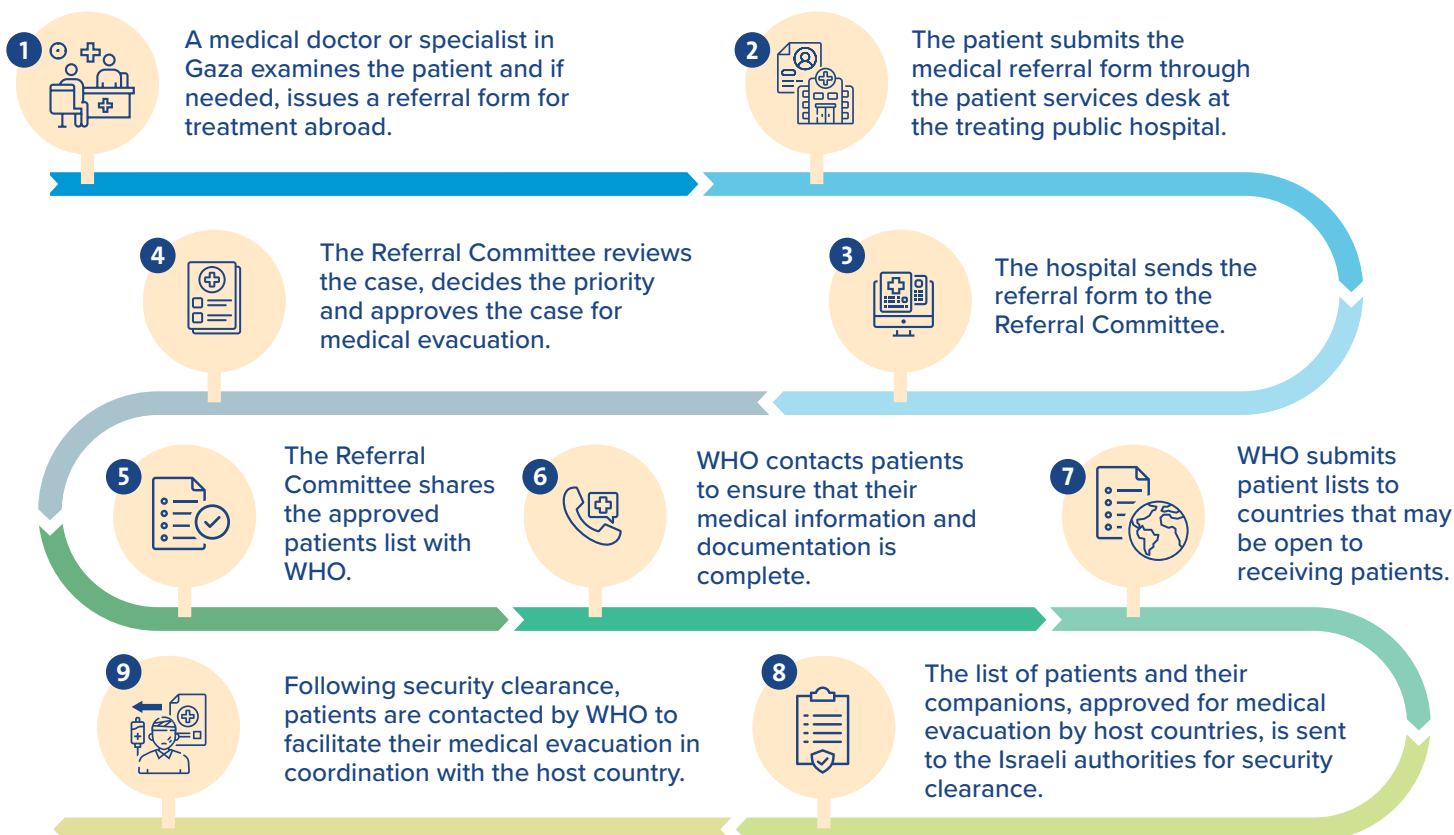 1
A medical doctor or specialist in
Gaza examines the patient and if
needed, issues a referral form for
treatment abroad.
2
The patient submits the
medical referral form through
the patient services desk at
the treating public hospital.
3
The hospital sends the
referral form to the
Referral Committee.
4
The Referral Committee reviews
the case, decides the priority
and approves the case for
medical evacuation.
5
The Referral
Committee shares
the approved
patients list with
WHO.
6
WHO contacts patients
to ensure that their
medical information and
documentation is
complete.
7
WHO submits
patient lists to
countries that may
be open to
receiving patients.
8
The list of patients and their
companions, approved for medical
evacuation by host countries, is sent
to the Israeli authorities for security
clearance.
9
Following security clearance,
patients are contacted by WHO to
facilitate their medical evacuation in
coordination with the host country.